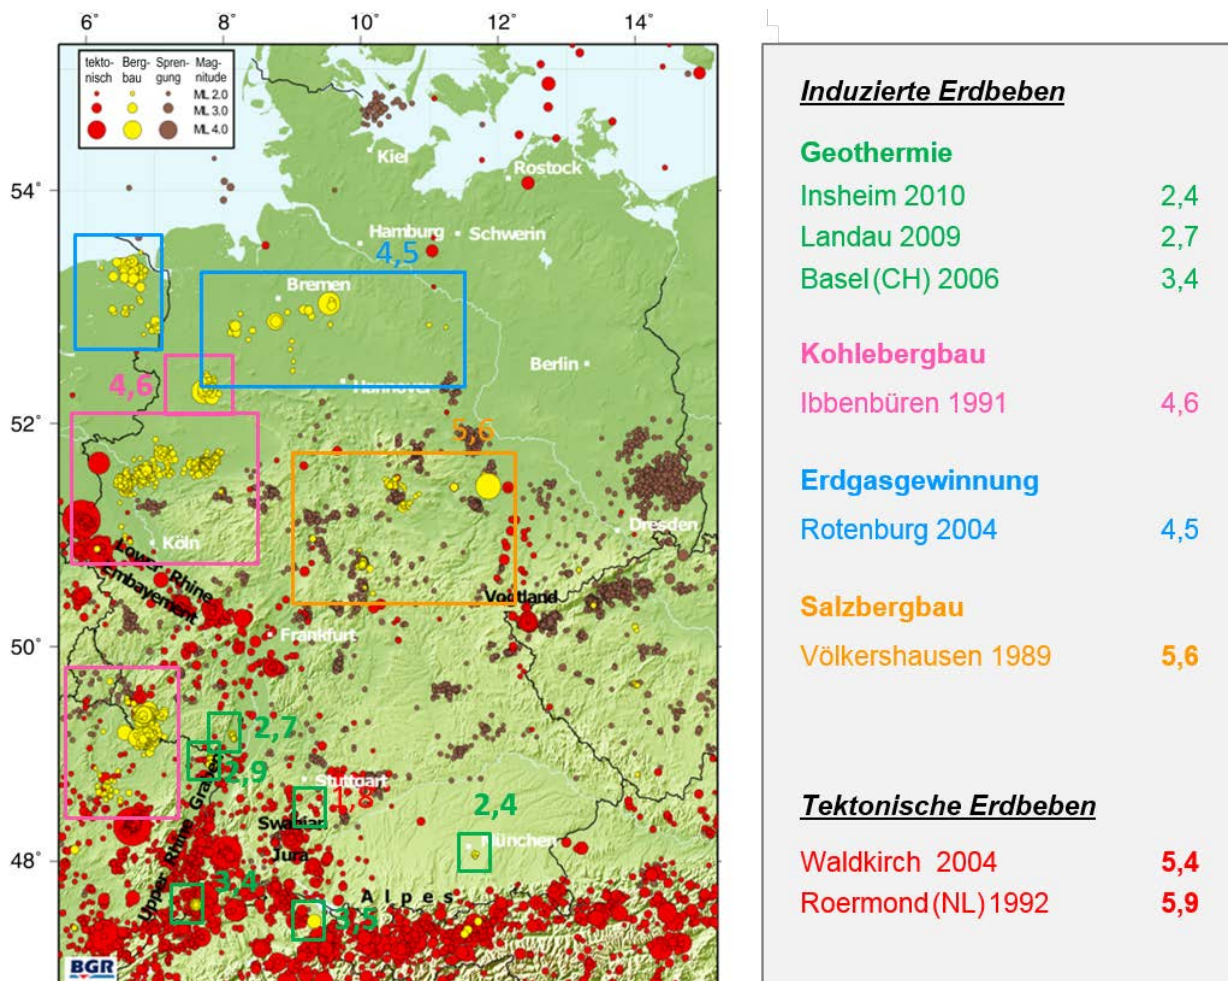 6° 8° 10° 12° 14°
tekto-nisch Berg-bau Spren-gung Mag-nitude
ML 2.0
ML 3.0
ML 4.0
Kiel
Rostock
54°
Hamburg
Schwerin
4,5
Bremen
Berlin
4,6
Hannover
52°
5,6
Dresden
Köln
Lower Rhine
Embayement
Vogtland
50°
Frankfurt
2,7
2,9
Stuttgart
1,8
2,4
Swabian
Jura
München
48°
Upper Rhine Graben
3,4
Alpes
3,5
BGR
Induzierte Erdbeben
Geothermie
Insheim 2010 2,4
Landau 2009 2,7
Basel (CH) 2006 3,4
Kohlebergbau
Ibbenbüren 1991 4,6
Erdgasgewinnung
Rotenburg 2004 4,5
Salzbergbau
Völkershausen 1989 5,6
Tektonische Erdbeben
Waldkirch 2004 5,4
Roermond (NL) 1992 5,9